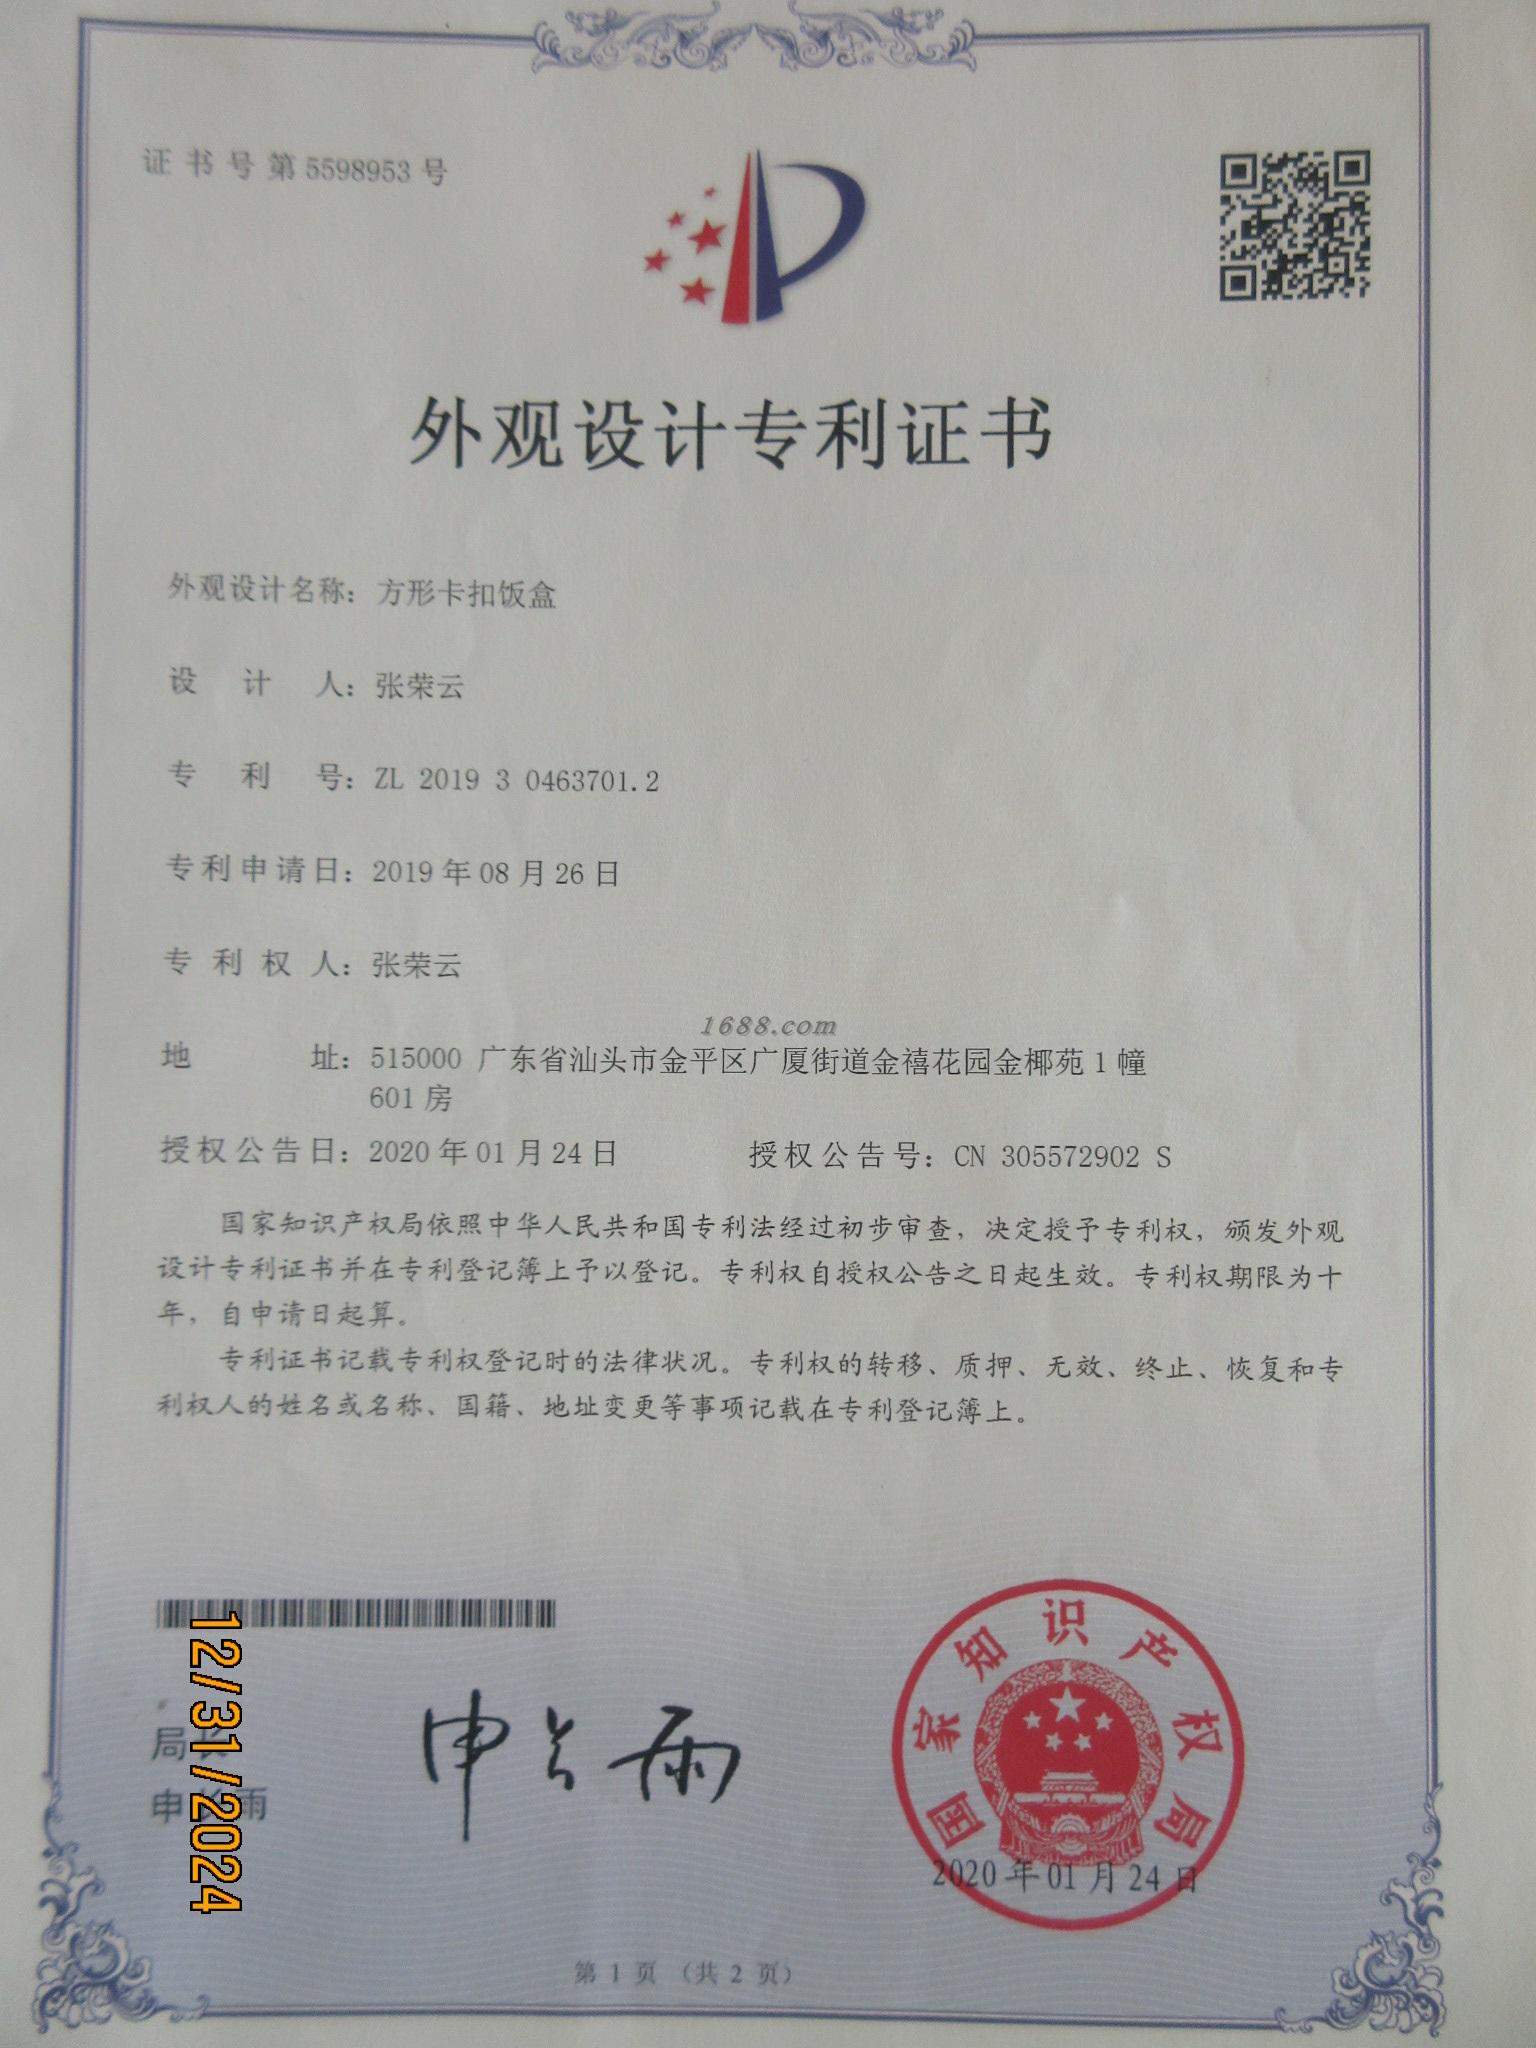 证书号第5598953号
外观设计专利证书
外观设计名称：方形卡扣饭盒
设计人：张荣云
专利号：ZL 2019 3 0463701.2
专利申请日：2019年08月26日
专利权人：张荣云
1688.com
地址：515000 广东省汕头市金平区广厦街道金禧花园金椰苑1幢
601房
授权公告日：2020年01月24日 授权公告号：CN 305572902 S
国家知识产权局依照中华人民共和国专利法经过初步审查，决定授予专利权，颁发外观
设计专利证书并在专利登记簿上予以登记。专利权自授权公告之日起生效。专利权期限为十
年，自申请日起算。
专利证书记载专利权登记时的法律状况。专利权的转移、质押、无效、终止、恢复和专
利权人的姓名或名称、国籍、地址变更等事项记载在专利登记簿上。
12/31/2024
局长
申长雨
申长雨
国家知识产权局
2020年01月24日
第1页（共2页）